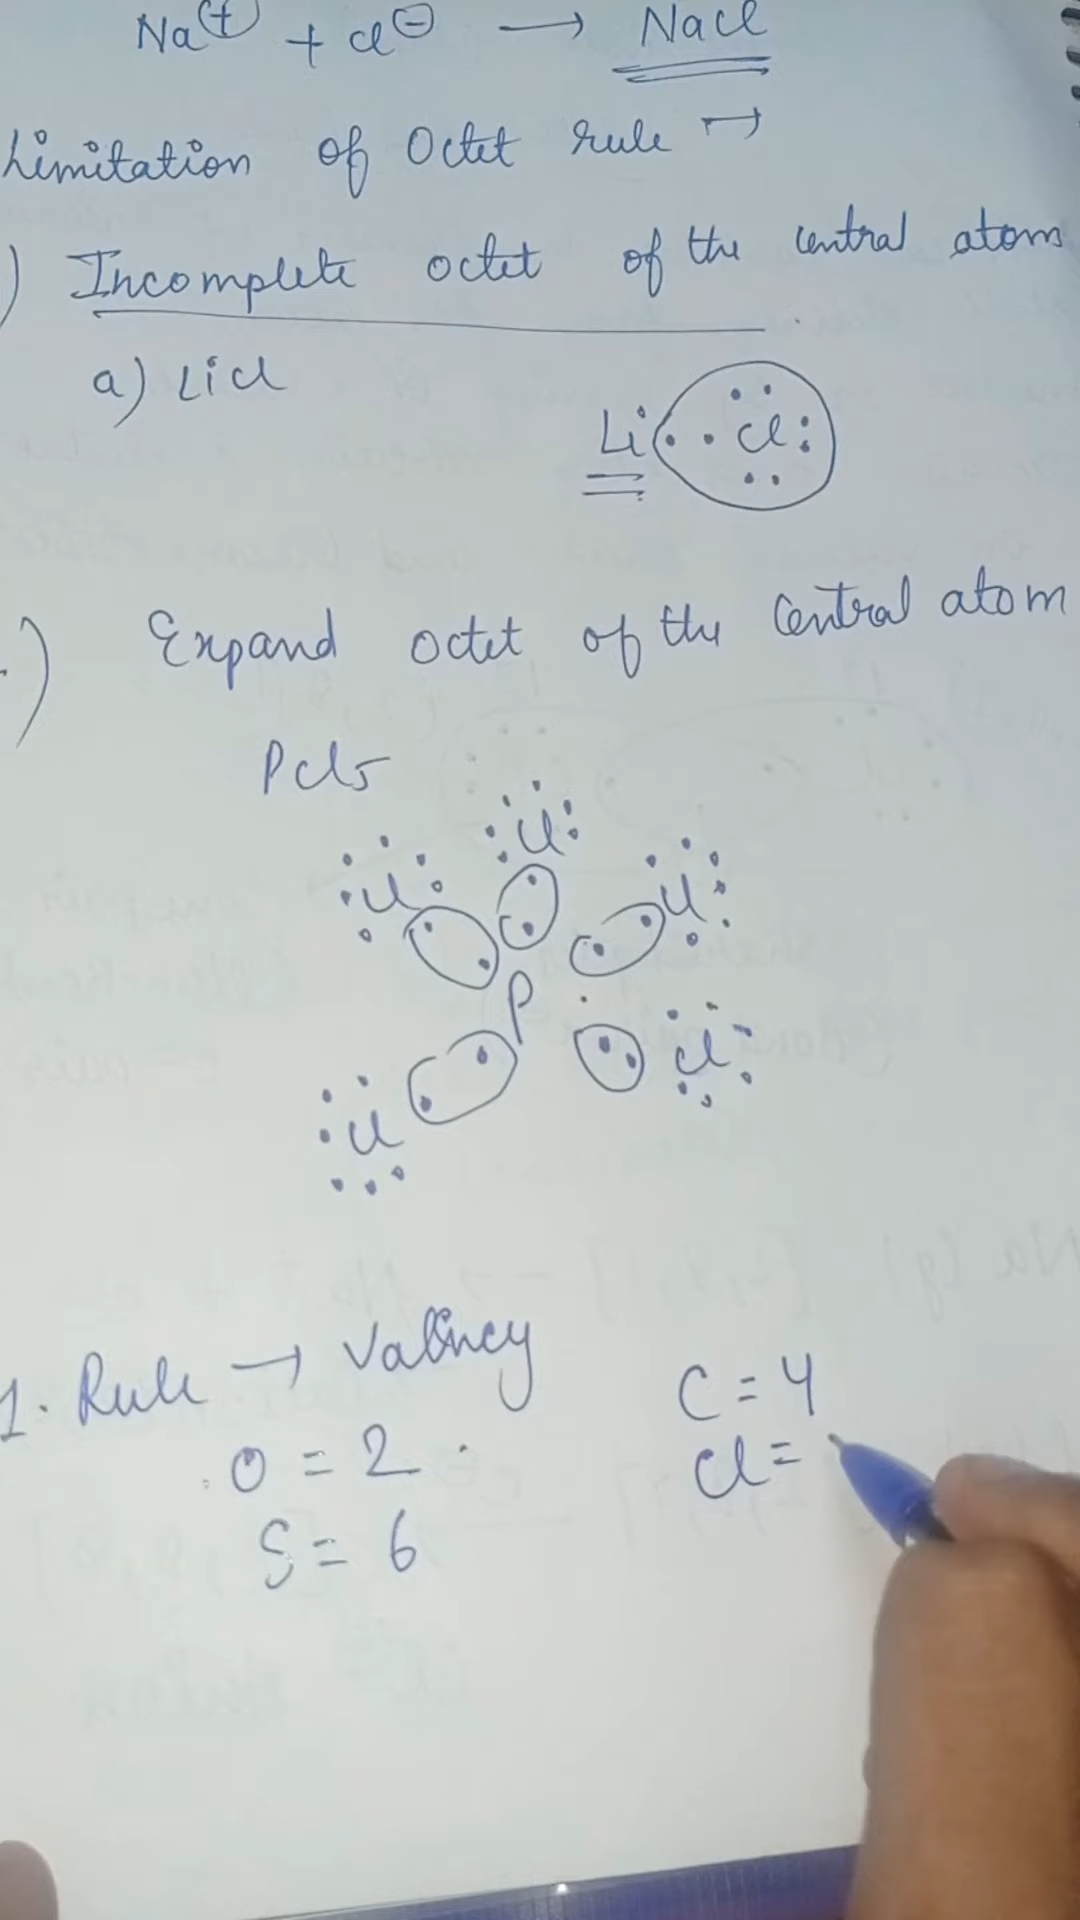 Na⊕ + Cl⊖ → NaCl
Limitation of Octet rule →
) Incomplete octet of the central atom
a) LiCl
Li Cl
) Expand octet of the Central atom
PCl5
Cl Cl Cl
P
Cl Cl
1. Rule → Valency
O = 2 C = 4
S = 6 Cl =